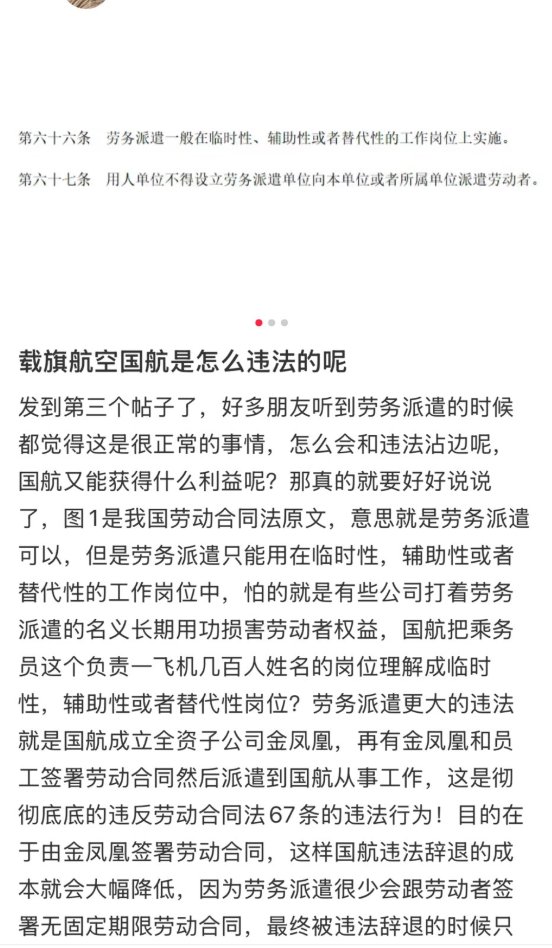 第六十六条 劳务派遣一般在临时性、辅助性或者替代性的工作岗位上实施。
第六十七条 用人单位不得设立劳务派遣单位向本单位或者所属单位派遣劳动者。
载旗航空国航是怎么违法的呢
发到第三个帖子了，好多朋友听到劳务派遣的时候
都觉得这是很正常的事情，怎么会和违法沾边呢，
国航又能获得什么利益呢？那真的就要好好说说
了，图1是我国劳动合同法原文，意思就是劳务派遣
可以，但是劳务派遣只能用在临时性，辅助性或者
替代性的工作岗位中，怕的就是有些公司打着劳务
派遣的名义长期用功损害劳动者权益，国航把乘务
员这个负责一飞机几百人姓名的岗位理解成临时
性，辅助性或者替代性岗位？劳务派遣更大的违法
就是国航成立全资子公司金凤凰，再有金凤凰和员
工签署劳动合同然后派遣到国航从事工作，这是彻
彻底底的违反劳动合同法67条的违法行为！目的在
于由金凤凰签署劳动合同，这样国航违法辞退的成
本就会大幅降低，因为劳务派遣很少会跟劳动者签
署无固定期限劳动合同，最终被违法辞退的时候只